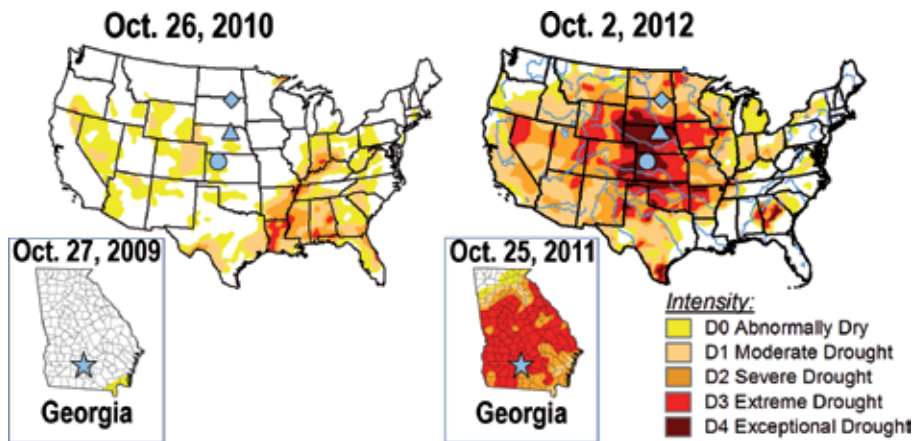 Oct. 26, 2010
Oct. 2, 2012
Oct. 27, 2009
Georgia
Oct. 25, 2011
Georgia
Intensity:
D0 Abnormally Dry
D1 Moderate Drought
D2 Severe Drought
D3 Extreme Drought
D4 Exceptional Drought